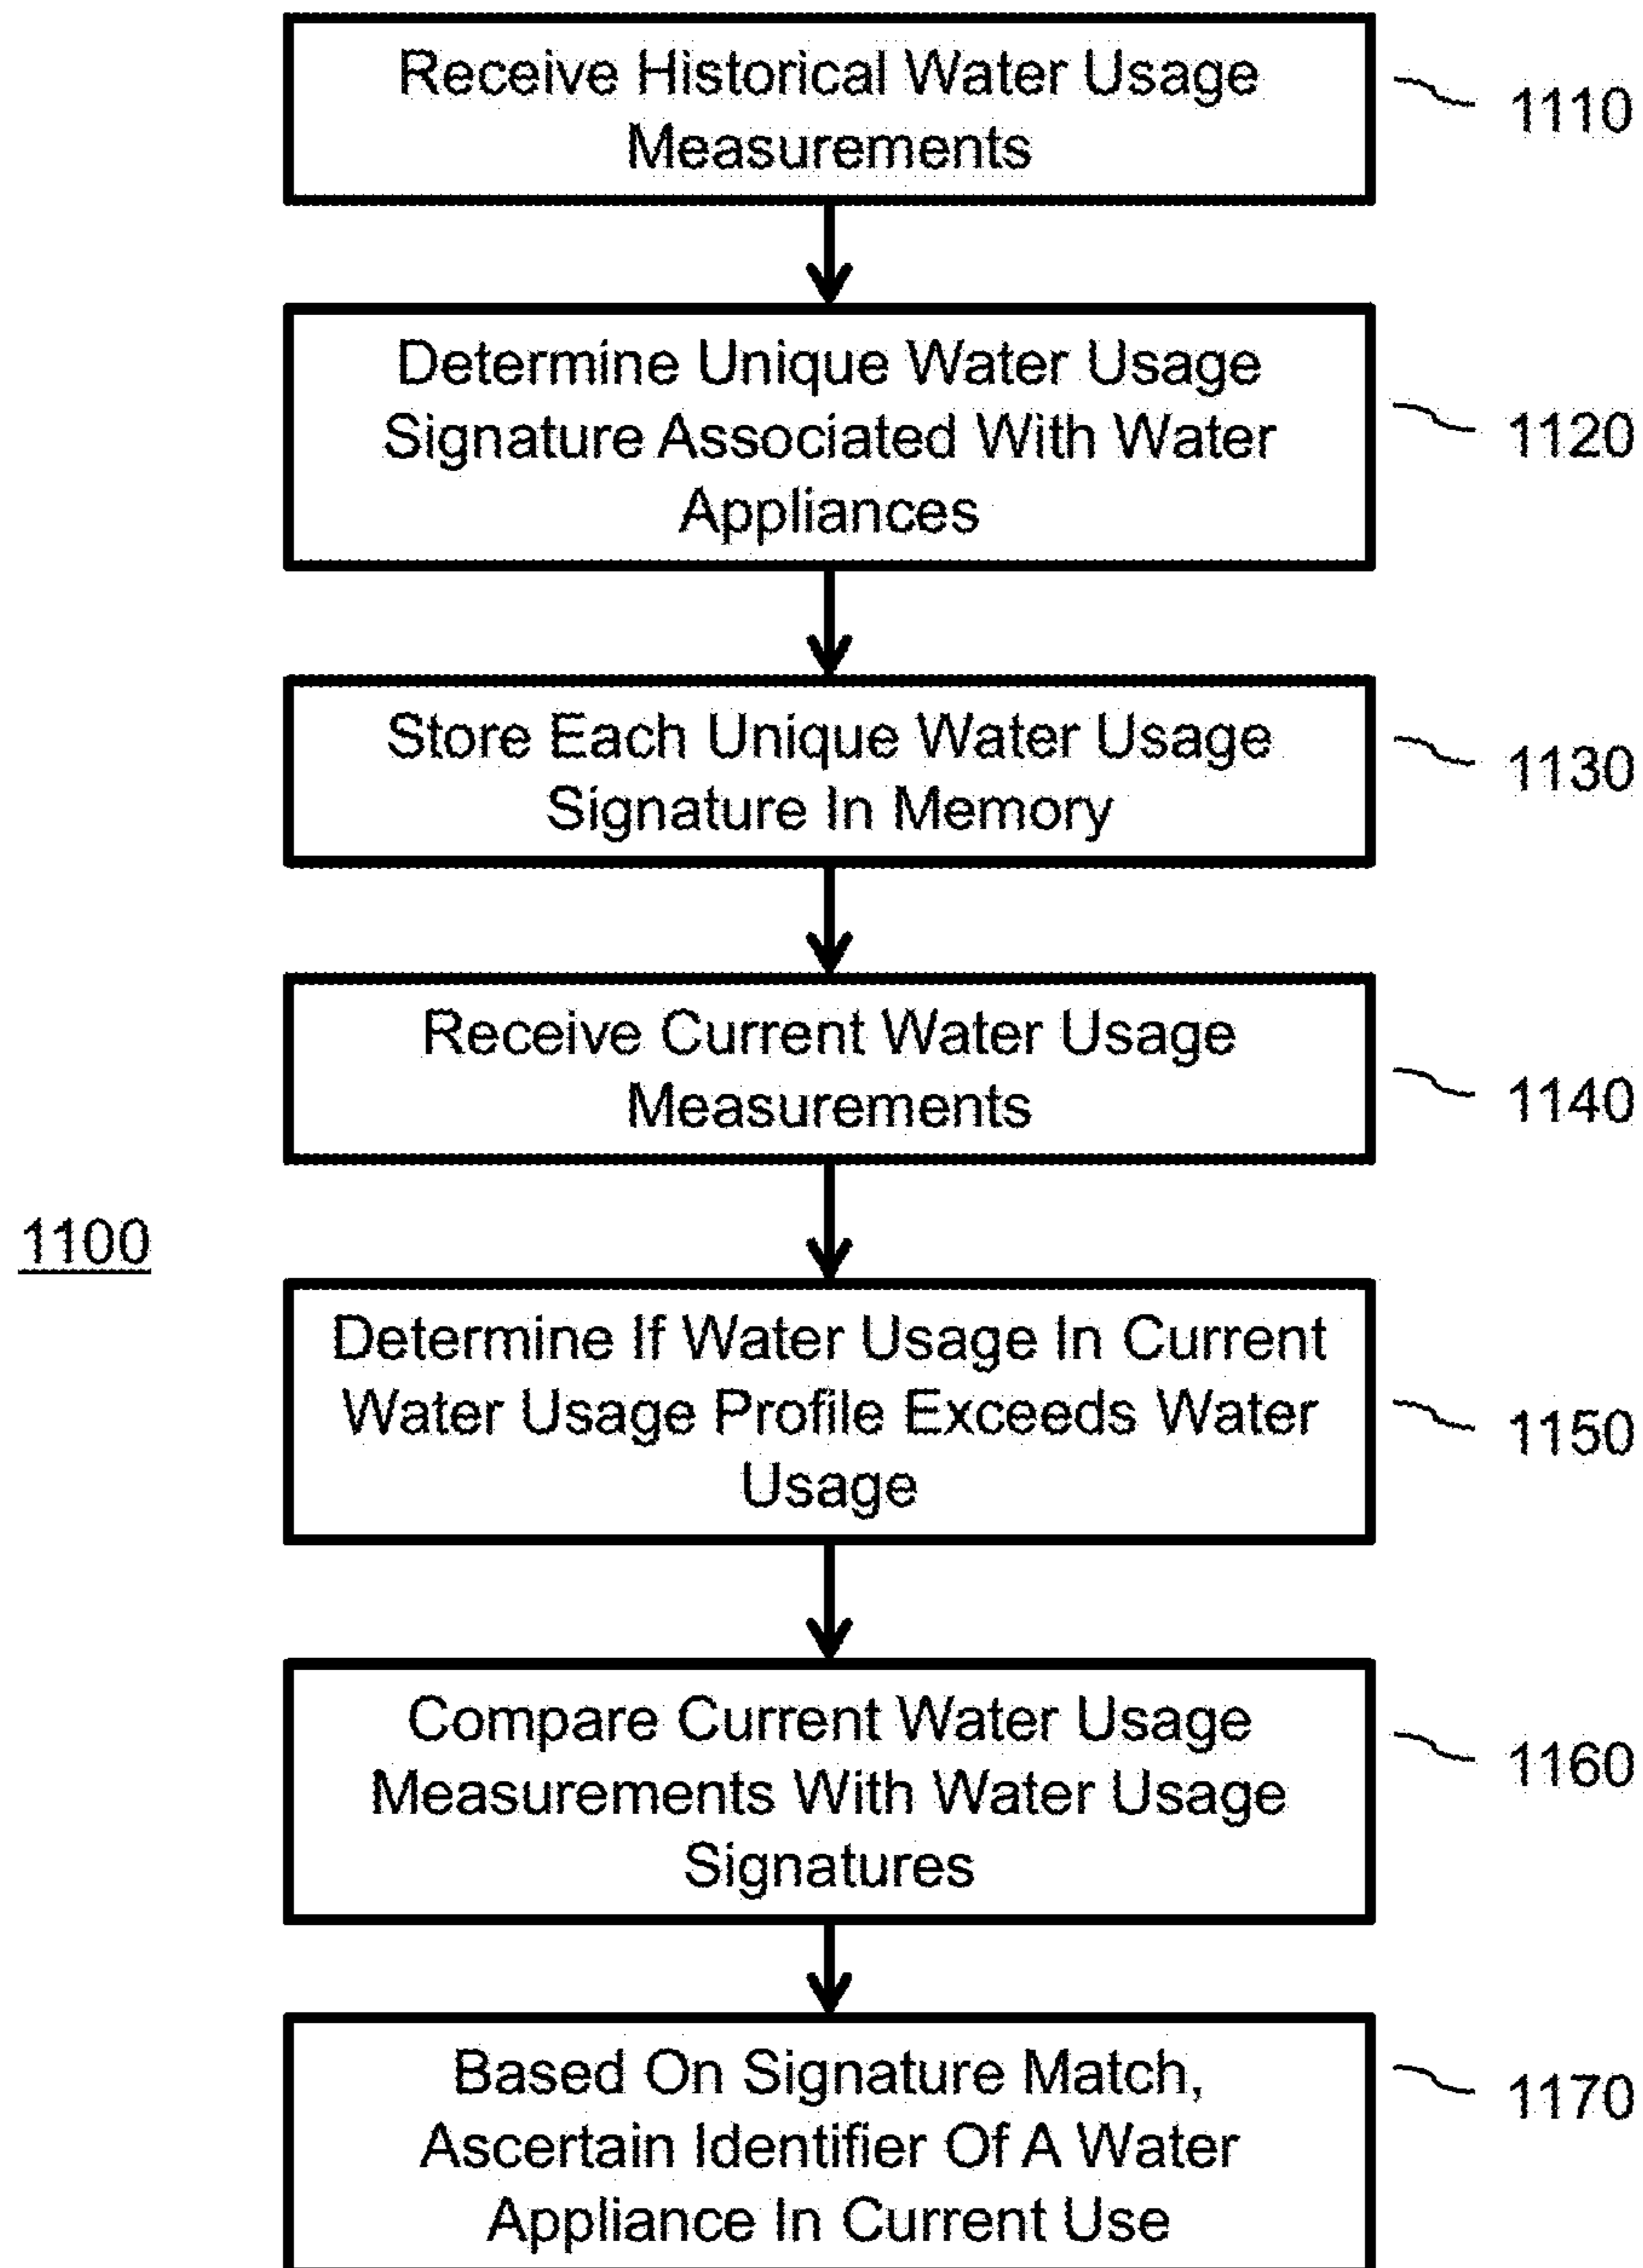 Receive Historical Water Usage
Measurements
1110
Determine Unique Water Usage
Signature Associated With Water
Appliances
1120
Store Each Unique Water Usage
Signature In Memory
1130
Receive Current Water Usage
Measurements
1140
1100
Determine If Water Usage In Current
Water Usage Profile Exceeds Water
Usage
1150
Compare Current Water Usage
Measurements With Water Usage
Signatures
1160
Based On Signature Match,
Ascertain Identifier Of A Water
Appliance In Current Use
1170